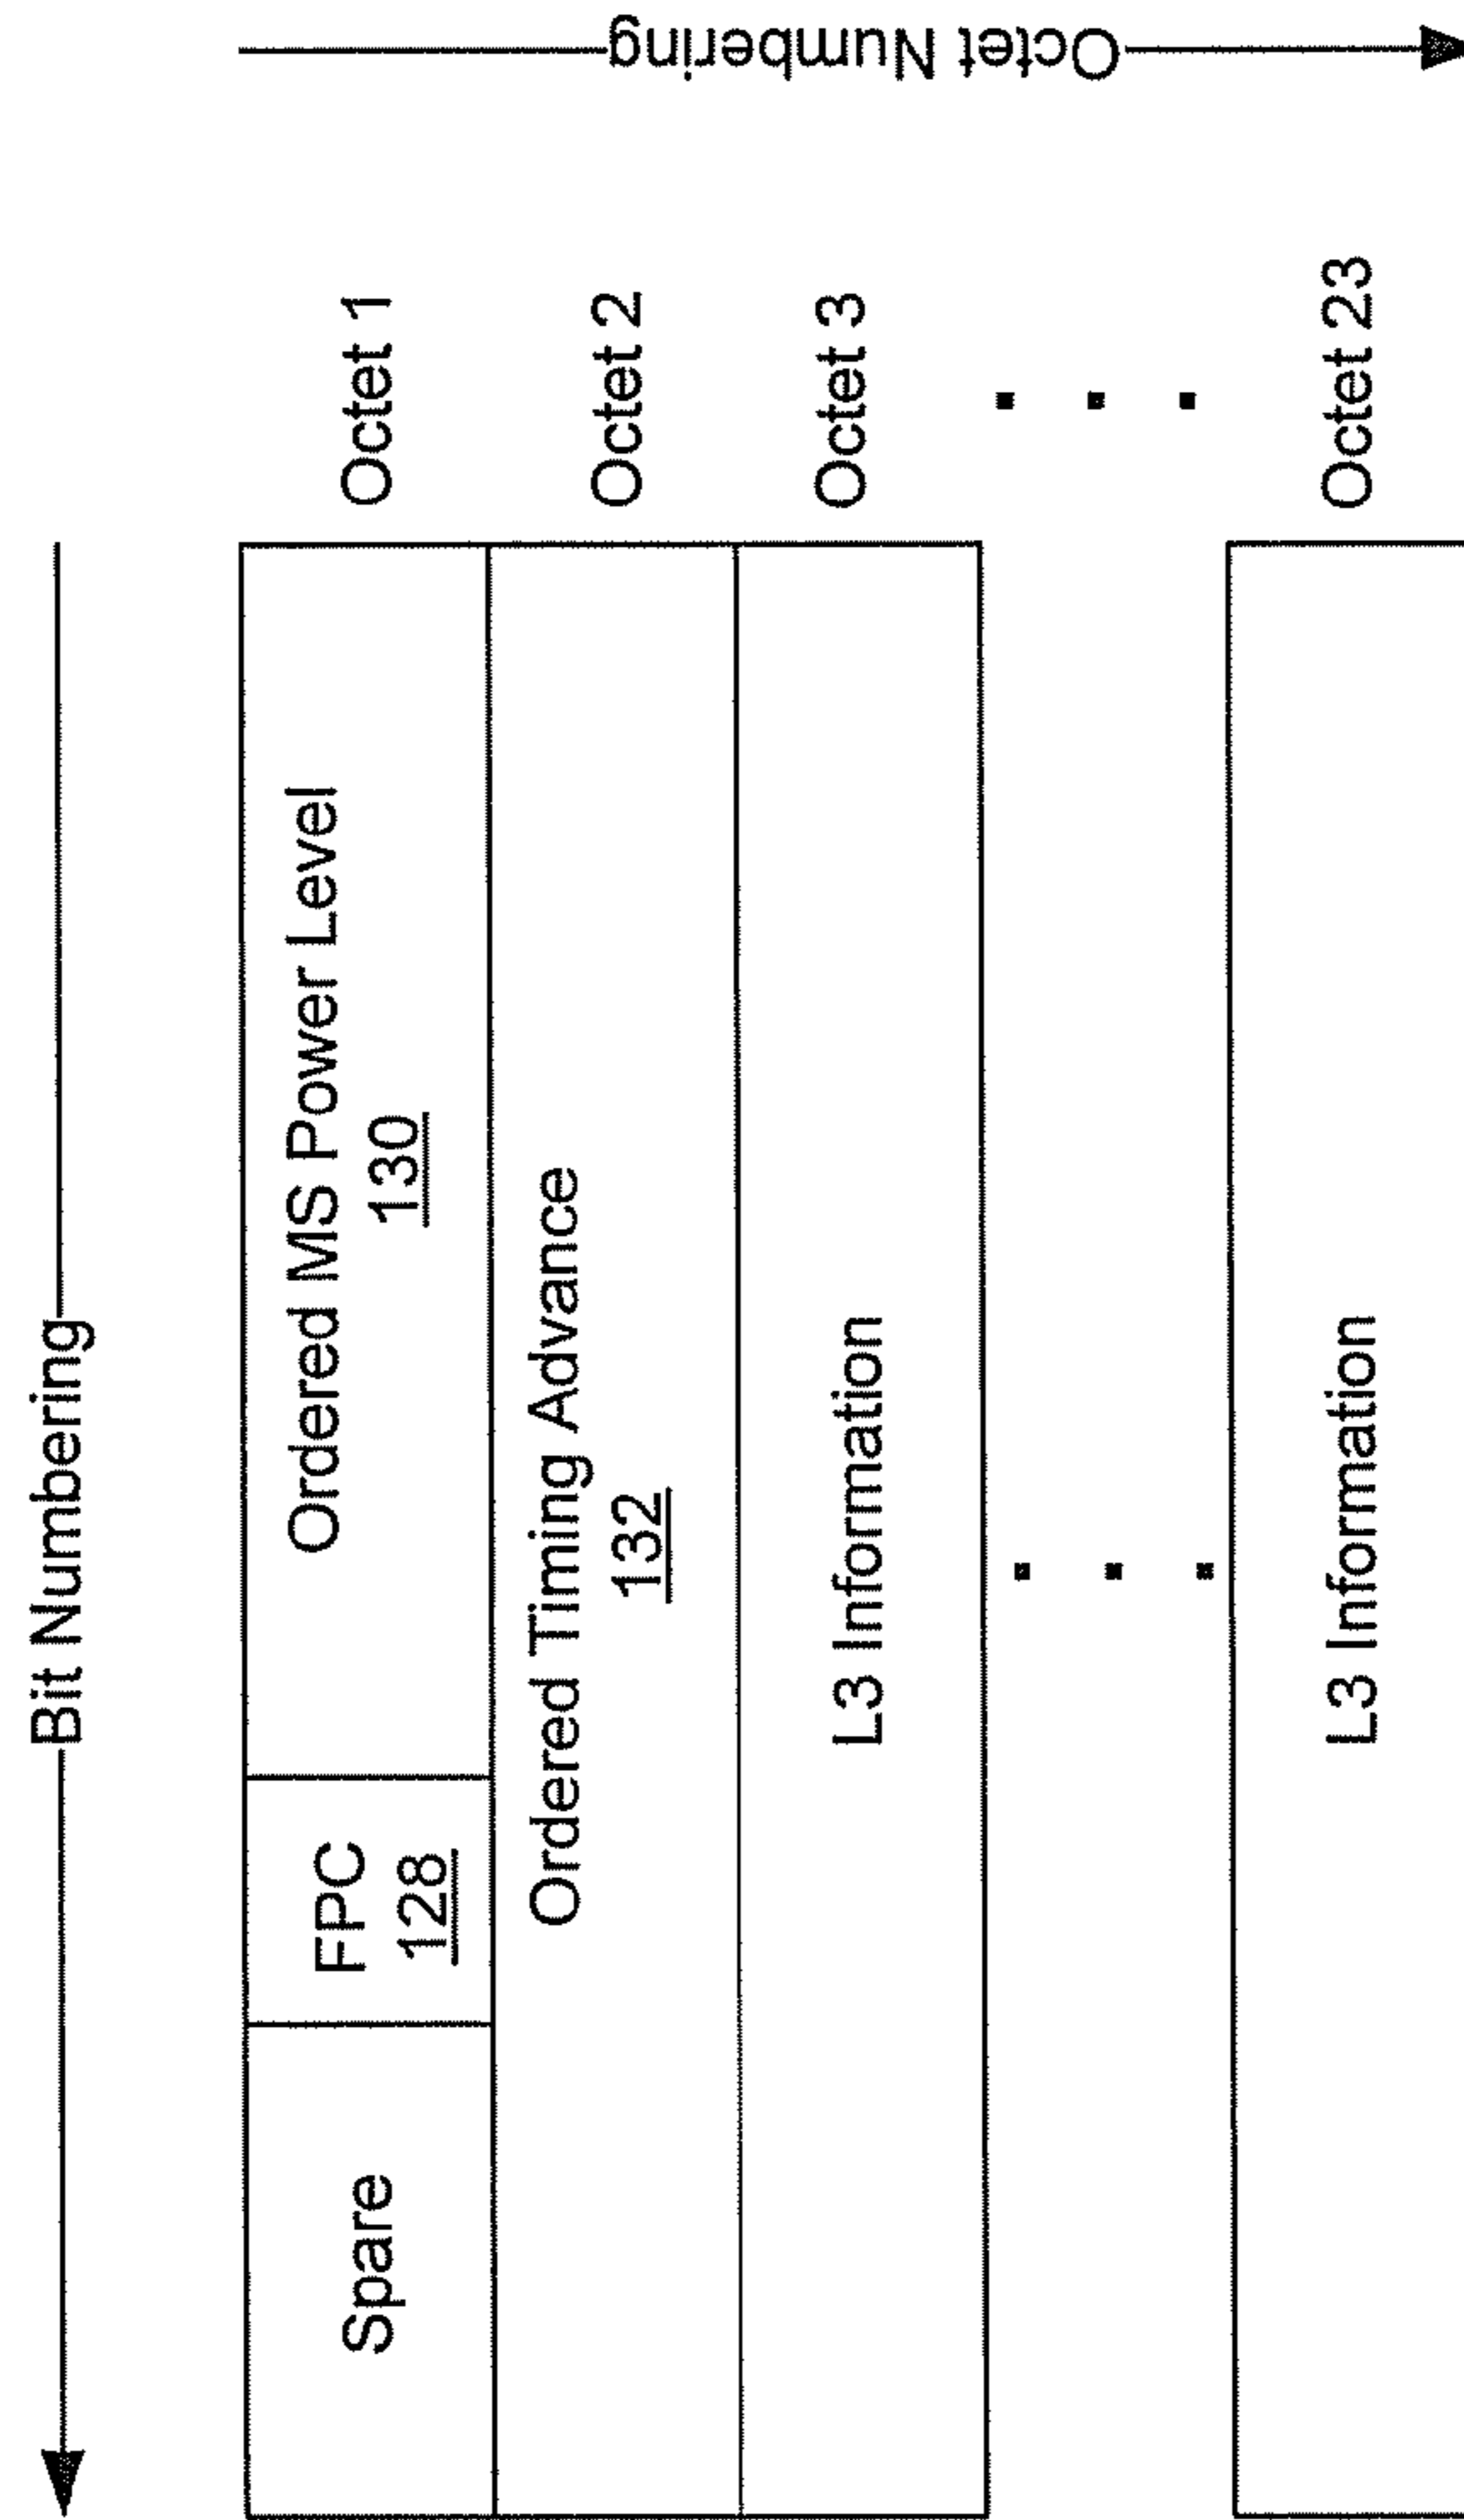 Bit Numbering
Spare
FPC
128
Ordered MS Power Level
130
Octet 1
Ordered Timing Advance
132
Octet 2
L3 Information
Octet 3
L3 Information
Octet 23
Octet Numbering